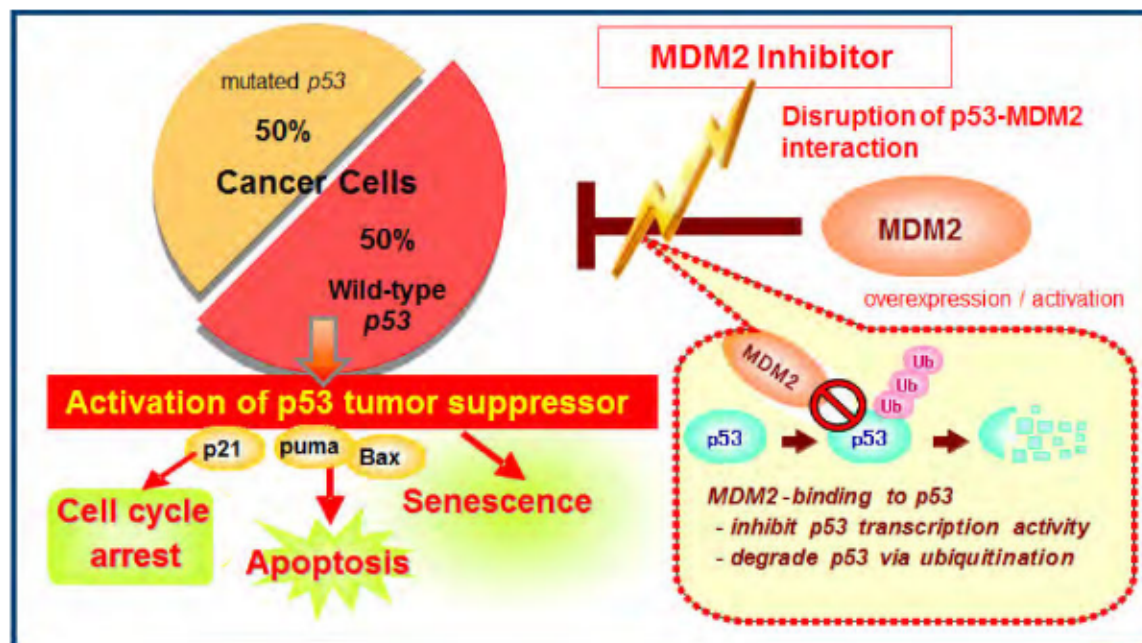 mutated p53
50%
Cancer Cells
50%
Wild-type
p53
Activation of p53 tumor suppressor
p21
puma
Bax
Cell cycle
arrest
Apoptosis
Senescence
MDM2 Inhibitor
Disruption of p53-MDM2
interaction
MDM2
overexpression / activation
MDM2
Ub
Ub
Ub
p53
p53
MDM2-binding to p53
- inhibit p53 transcription activity
- degrade p53 via ubiquitination